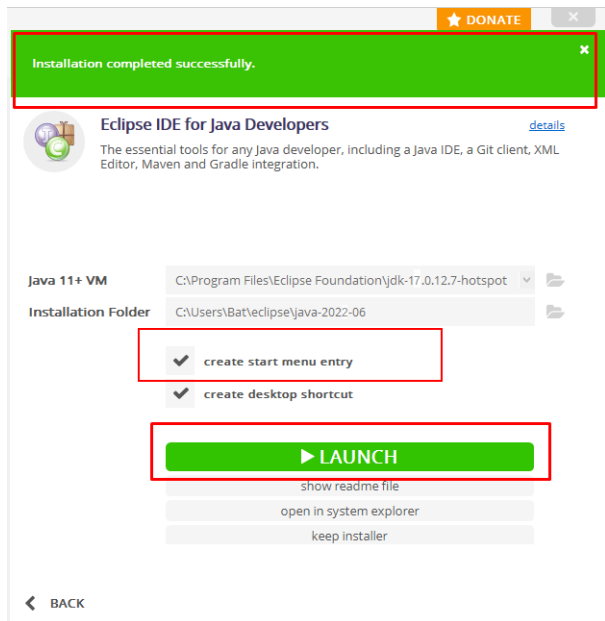 ★ DONATE
Installation completed successfully.
Eclipse IDE for Java Developers
details
The essential tools for any Java developer, including a Java IDE, a Git client, XML
Editor, Maven and Gradle integration.
Java 11+ VM
C:\Program Files\Eclipse Foundation\jdk-17.0.12.7-hotspot
Installation Folder
C:\Users\Bat\eclipse\java-2022-06
create start menu entry
create desktop shortcut
LAUNCH
show readme file
open in system explorer
keep installer
BACK